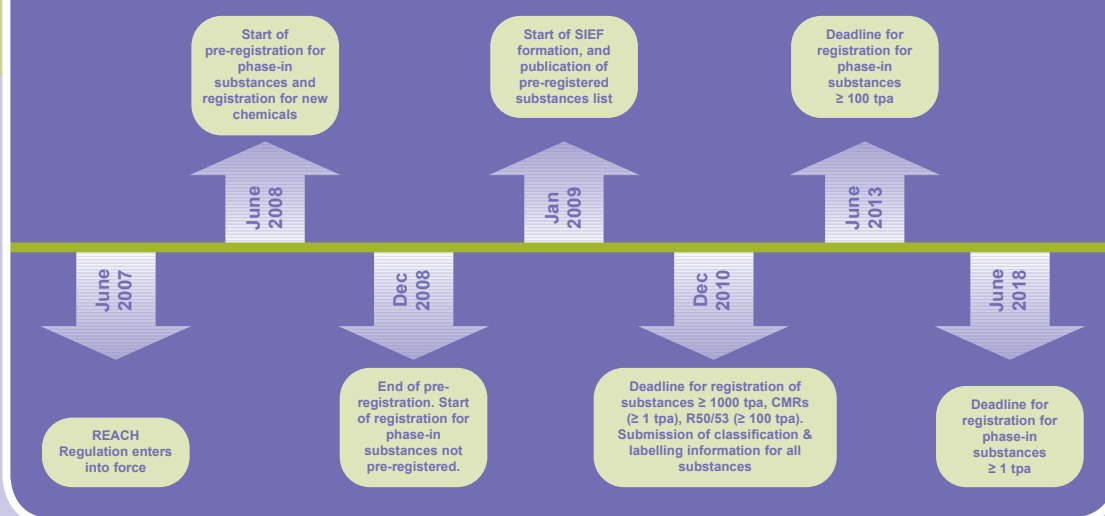 Start of
pre-registration for
phase-in
substances and
registration for new
chemicals
Start of SIEF
formation, and
publication of
pre-registered
substances list
Deadline for
registration for
phase-in
substances
≥ 100 tpa
June
2008
Jan
2009
June
2013
June
2007
Dec
2008
Dec
2010
June
2018
REACH
Regulation enters
into force
End of pre-
registration. Start
of registration for
phase-in
substances not
pre-registered.
Deadline for registration of
substances ≥ 1000 tpa, CMRs
(≥ 1 tpa), R50/53 (≥ 100 tpa).
Submission of classification &
labelling information for all
substances
Deadline for
registration for
phase-in
substances
≥ 1 tpa